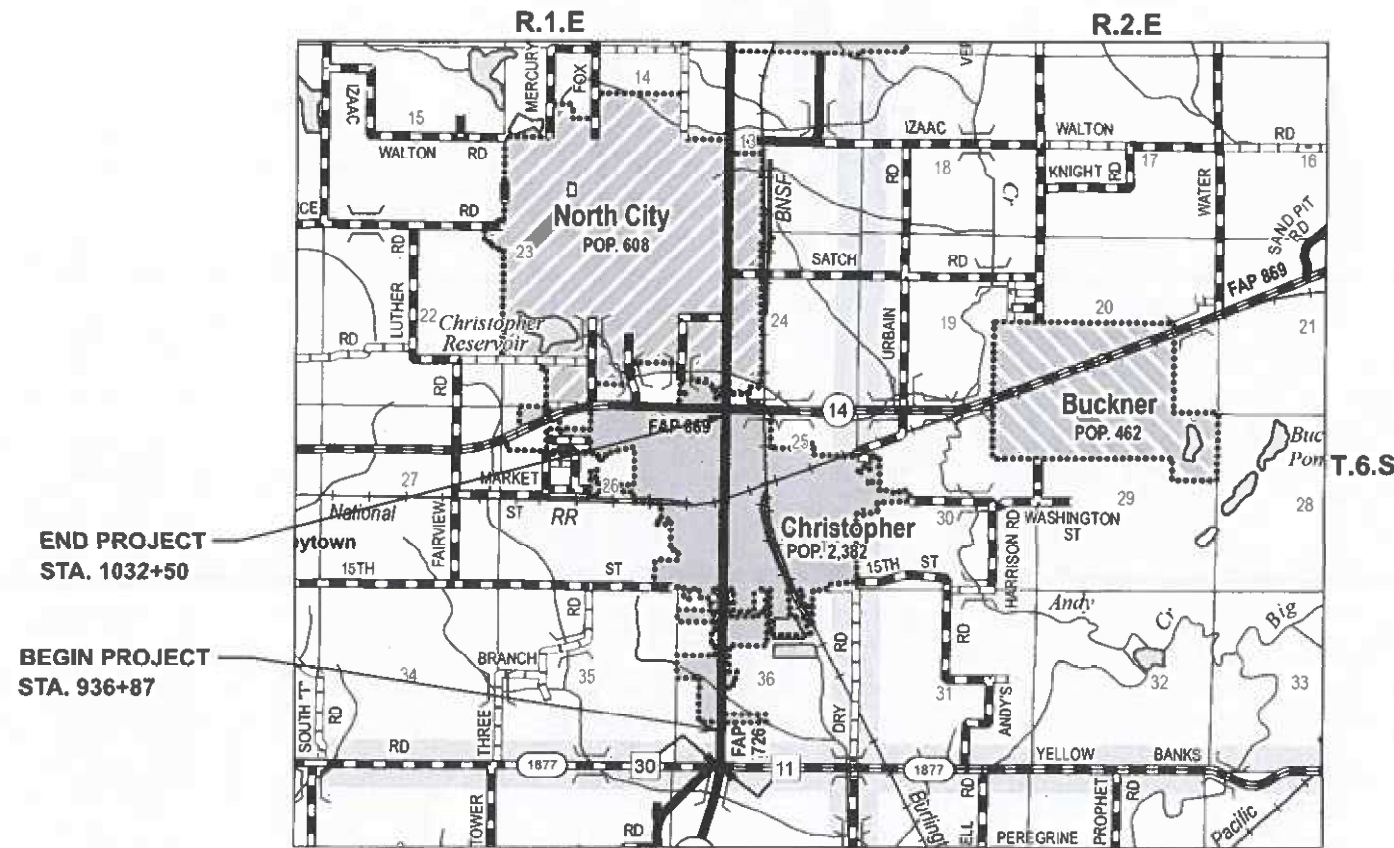 R.1.E
R.2.E
IZAAC
MERCURY
FOX
14
15
WALTON RD
13
IZAAC WALTON RD
18
17
16
KNIGHT RD
WATER
SAND PIT RD
BNSF
RD
Cr
North City
POP. 608
23
RD
RD
LUTHER
22
Christopher
Reservoir
RD
SATCH RD
24
19
20
21
URBAIN
FAP 869
14
FAP 869
Buckner
POP. 462
T.6.S
25
RD
27
MARKET ST
26
National
RR
FAIRVIEW
Christopher
POP. 2,382
30
29
28
WASHINGTON
ST
HARRISON RD
END PROJECT
STA. 1032+50
15TH ST
15TH ST
Andy Cr
Big
BEGIN PROJECT
STA. 936+87
RD
BRANCH
34
35
36
31
32
33
DRY RD
RD
ANDY'S
SOUTH "T" RD
THREE
FAP 726
RD
1877
30
11
1877
YELLOW BANKS
RD
TOWER
RD
RD
PEREGRINE
PROPHET
Pacific